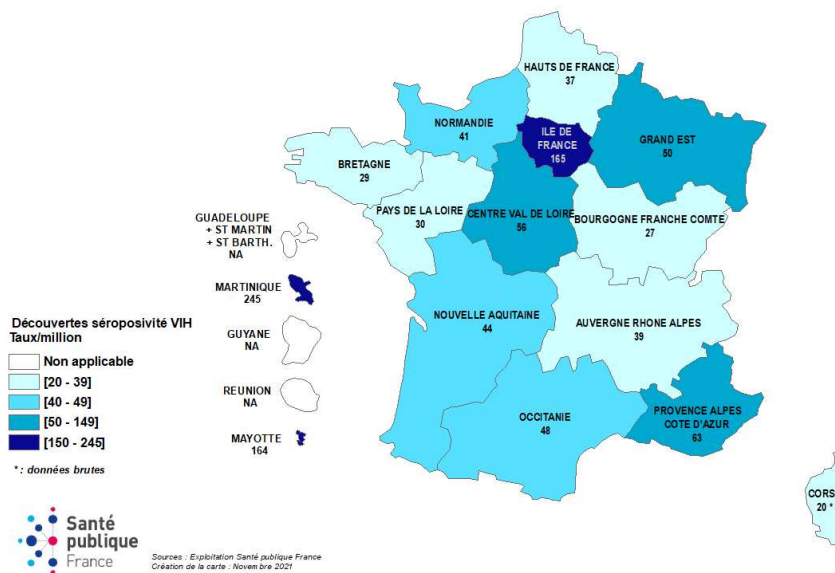 HAUTS DE FRANCE
37
NORMANDIE
41
ILE DE
FRANCE
165
GRAND EST
50
BRETAGNE
29
PAYS DE LA LOIRE
30
CENTRE VAL DE LOIRE
56
BOURGOGNE FRANCHE COMTE
27
GUADELOUPE
+ ST MARTIN
+ ST BARTH.
NA
MARTINIQUE
245
GUYANE
NA
REUNION
NA
MAYOTTE
164
NOUVELLE AQUITAINE
44
AUVERGNE RHONE ALPES
39
OCCITANIE
48
PROVENCE ALPES
COTE D'AZUR
63
CORS
20 *
Découvertes séroposivité VIH
Taux/million
Non applicable
[20 - 39]
[40 - 49]
[50 - 149]
[150 - 245]
* : données brutes
Santé
publique
France
Sources : Exploitation Santé publique France
Création de la carte : Novembre 2021